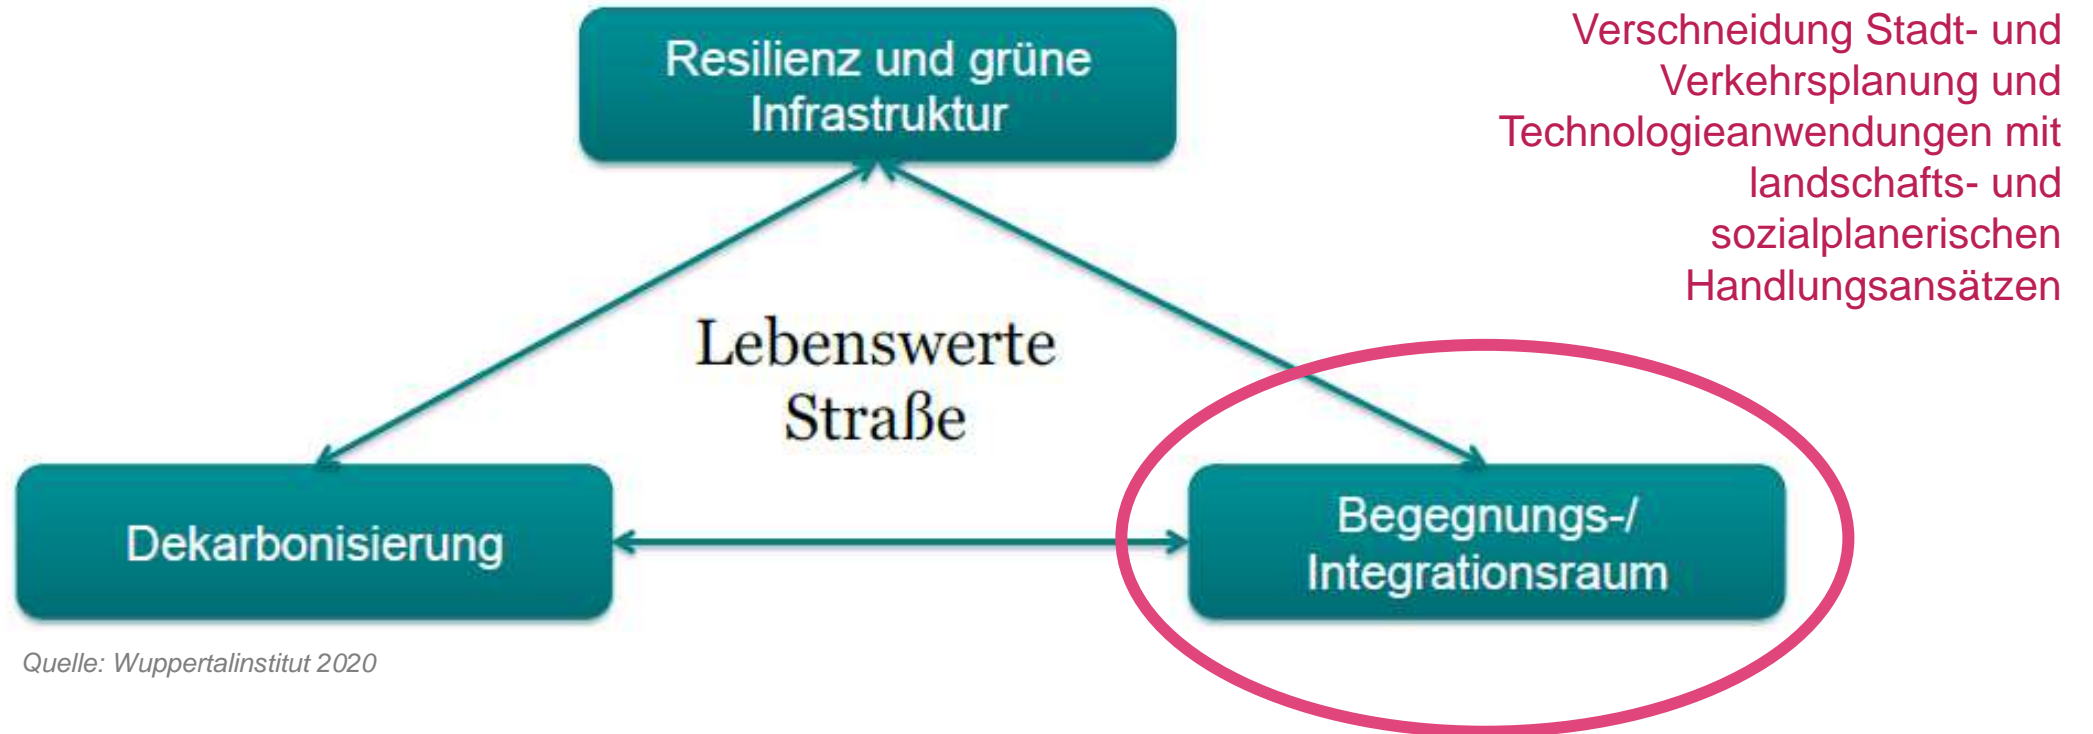 Resilienz und grüne
Infrastruktur
Verschneidung Stadt- und
Verkehrsplanung und
Technologieanwendungen mit
landschafts- und
sozialplanerischen
Handlungsansätzen
Lebenswerte
Straße
Dekarbonisierung
Begegnungs-/
Integrationsraum
Quelle: Wuppertalinstitut 2020